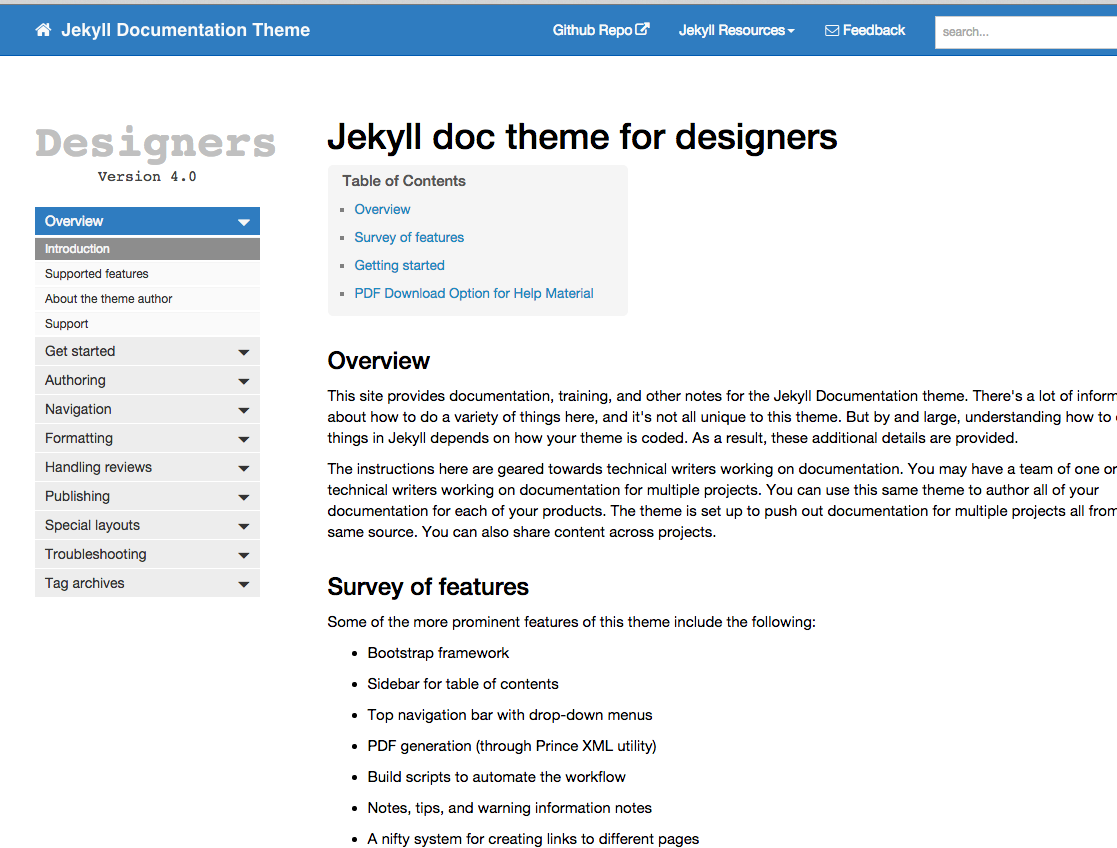 Jekyll Documentation Theme
Github Repo
Jekyll Resources
Feedback
search...
Designers
Version 4.0
Overview
Introduction
Supported features
About the theme author
Support
Get started
Authoring
Navigation
Formatting
Handling reviews
Publishing
Special layouts
Troubleshooting
Tag archives
Jekyll doc theme for designers
Table of Contents
Overview
Survey of features
Getting started
PDF Download Option for Help Material
Overview
This site provides documentation, training, and other notes for the Jekyll Documentation theme. There's a lot of inform
about how to do a variety of things here, and it's not all unique to this theme. But by and large, understanding how to
things in Jekyll depends on how your theme is coded. As a result, these additional details are provided.
The instructions here are geared towards technical writers working on documentation. You may have a team of one or
technical writers working on documentation for multiple projects. You can use this same theme to author all of your
documentation for each of your products. The theme is set up to push out documentation for multiple projects all from
same source. You can also share content across projects.
Survey of features
Some of the more prominent features of this theme include the following:
• Bootstrap framework
• Sidebar for table of contents
• Top navigation bar with drop-down menus
• PDF generation (through Prince XML utility)
• Build scripts to automate the workflow
• Notes, tips, and warning information notes
• A nifty system for creating links to different pages